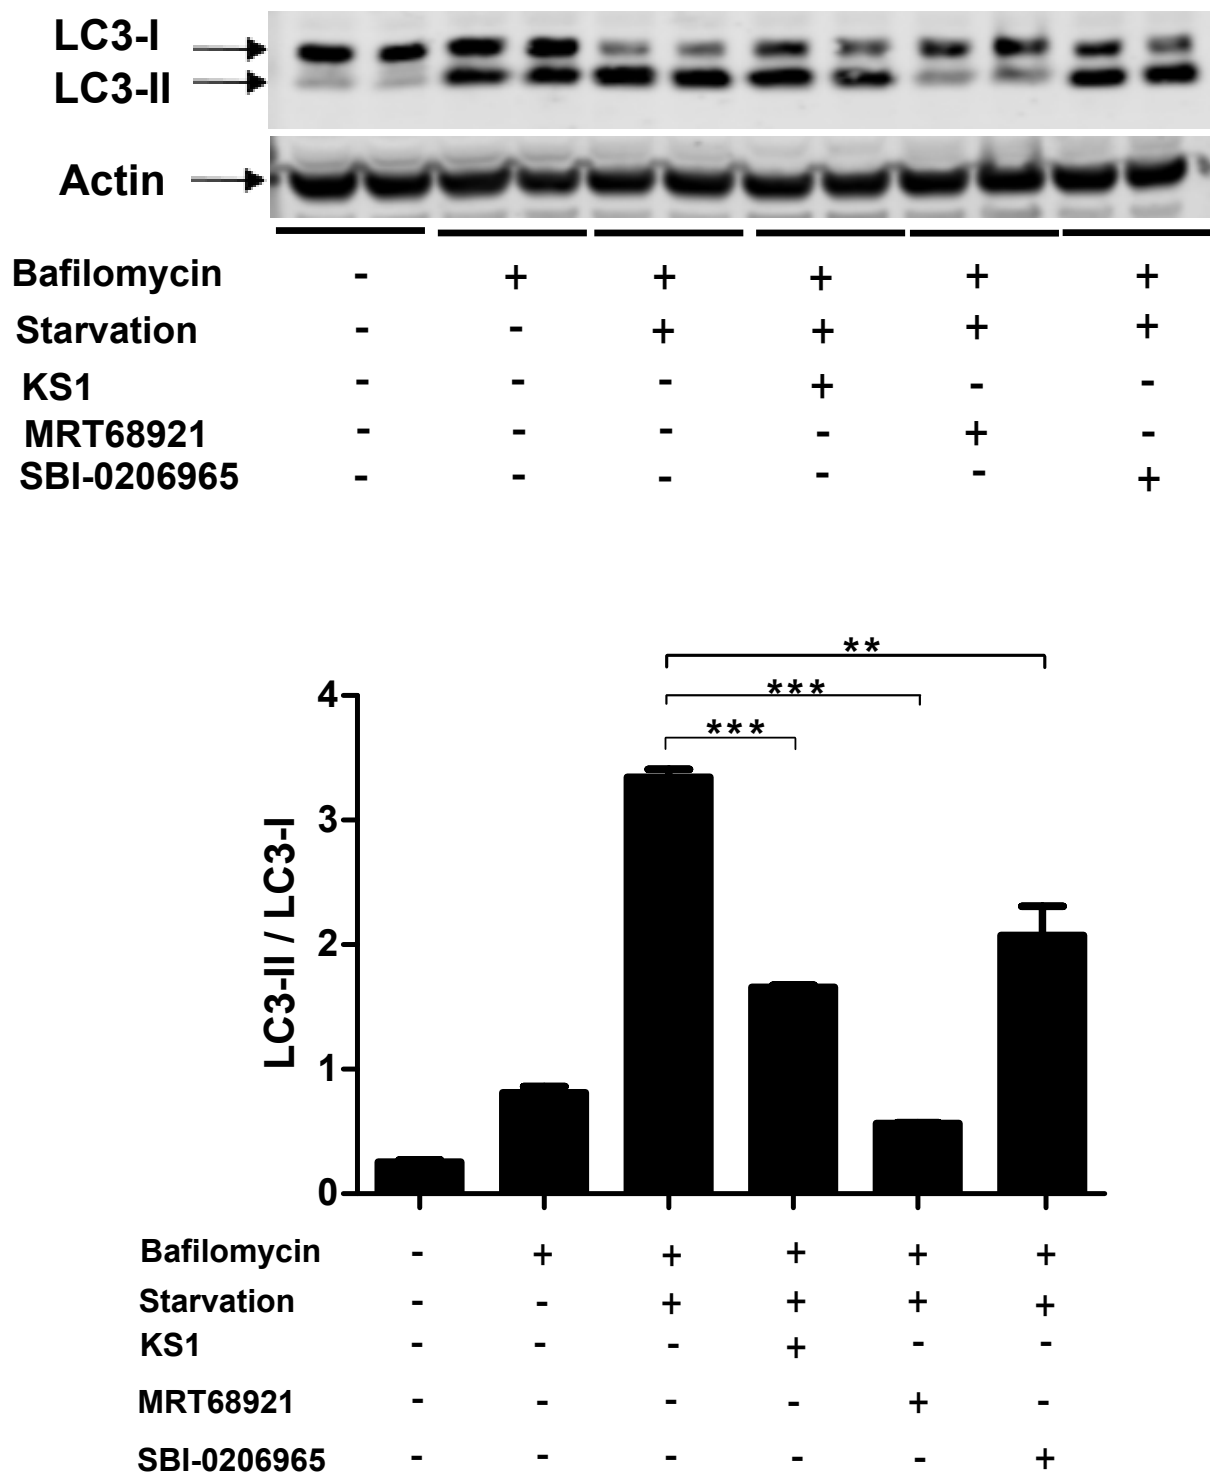 LC3-I
LC3-II
Actin
Bafilomycin - + + + + +
Starvation - - + + + +
KS1 - - - + - -
MRT68921 - - - - + -
SBI-0206965 - - - - - +
**
***
***
4
3
2
1
0
LC3-II / LC3-I
Bafilomycin - + + + + +
Starvation - - + + + +
KS1 - - - + - -
MRT68921 - - - - + -
SBI-0206965 - - - - - +